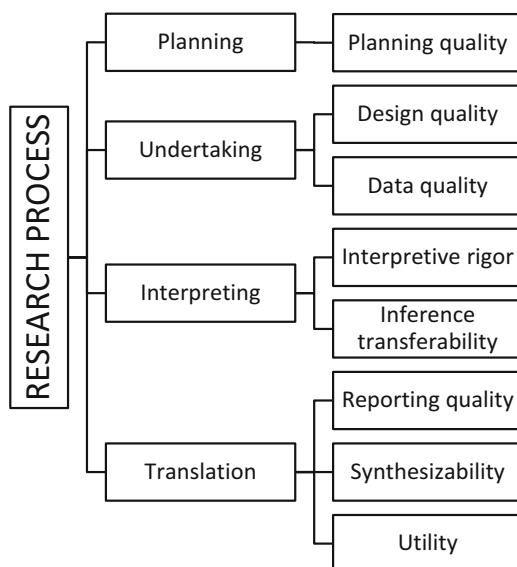 RESEARCH PROCESS
Planning
Planning quality
Undertaking
Design quality
Data quality
Interpreting
Interpretive rigor
Inference
transferability
Translation
Reporting quality
Synthesizability
Utility